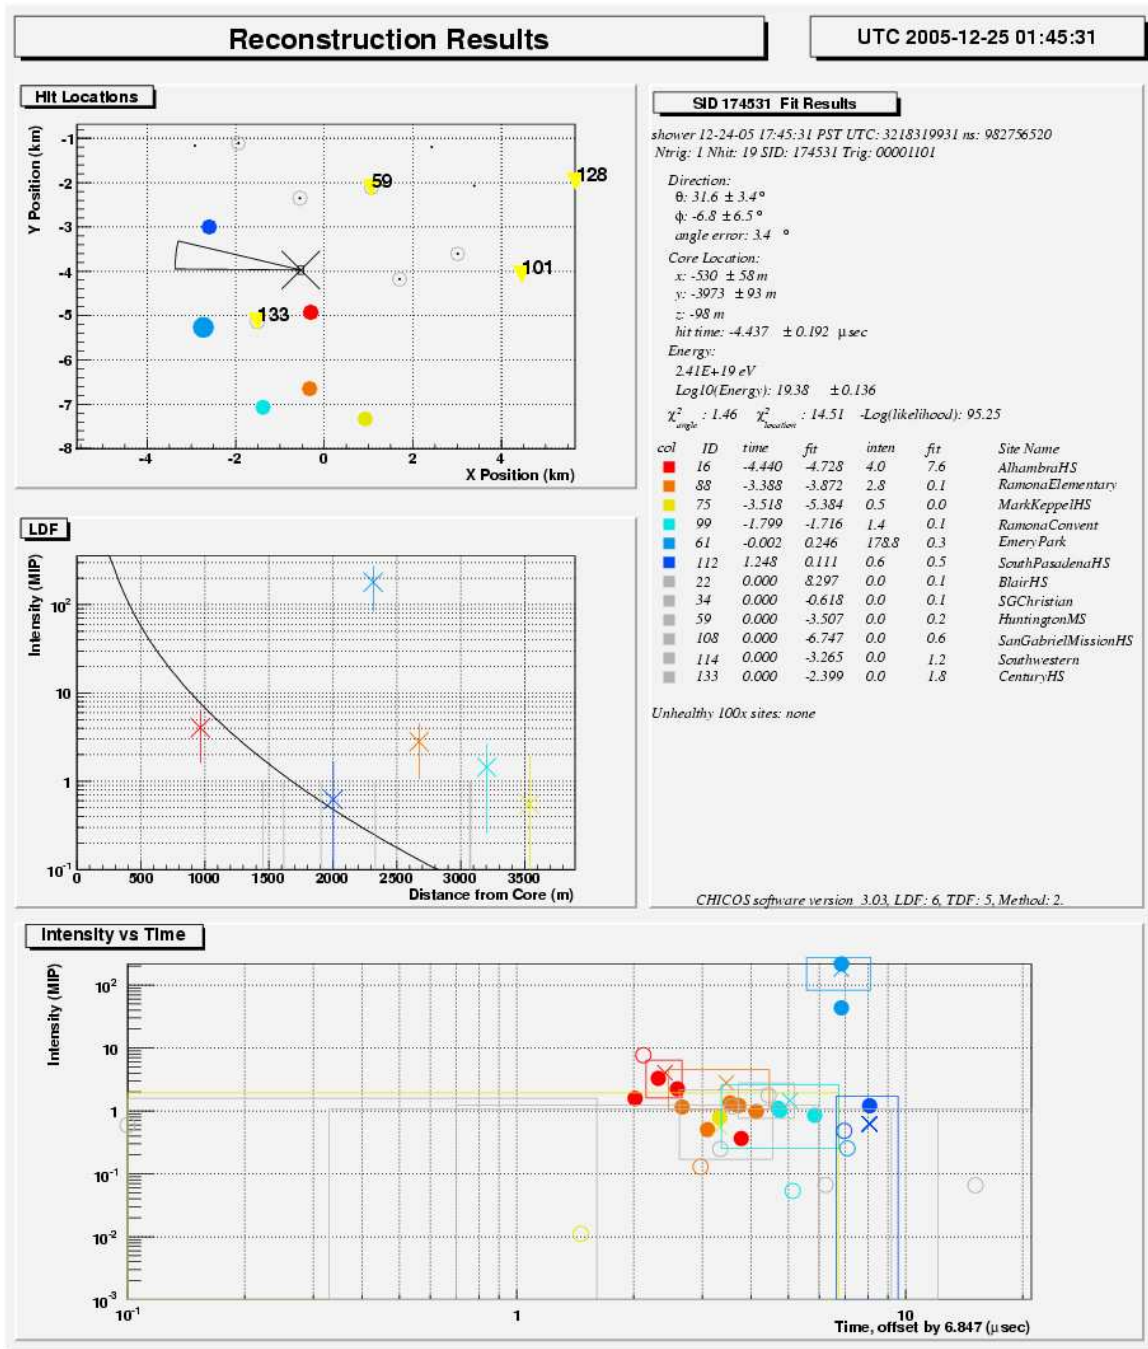 Reconstruction Results
UTC 2005-12-25 01:45:31
Hit Locations
Y Position (km)
-1
-2
-3
-4
-5
-6
-7
-8
59
128
101
133
-4
-2
0
2
4
X Position (km)
SID 174531 Fit Results
shower 12-24-05 17:45:31 PST UTC: 3218319931 ns: 982756520
Ntrig: 1 Nhit: 19 SID: 174531 Trig: 00001101
Direction:
θ: 31.6 ± 3.4 °
ϕ: -6.8 ± 6.5 °
angle error: 3.4 °
Core Location:
x: -530 ± 58 m
y: -3973 ± 93 m
z: -98 m
hit time: -4.437 ± 0.192 μsec
Energy:
2.41E+19 eV
Log10(Energy): 19.38 ± 0.136
χ²angle : 1.46 χ²location : 14.51 -Log(likelihood): 95.25
col ID time fit inten fit Site Name
16 -4.440 -4.728 4.0 7.6 AlhambraHS
88 -3.388 -3.872 2.8 0.1 RamonaElementary
75 -3.518 -5.384 0.5 0.0 MarkKeppelHS
99 -1.799 -1.716 1.4 0.1 RamonaConvent
61 -0.002 0.246 178.8 0.3 EmeryPark
112 1.248 0.111 0.6 0.5 SouthPasadenaHS
22 0.000 8.297 0.0 0.1 BlairHS
34 0.000 -0.618 0.0 0.1 SGChristian
59 0.000 -3.507 0.0 0.2 HuntingtonMS
108 0.000 -6.747 0.0 0.6 SanGabrielMissionHS
114 0.000 -3.265 0.0 1.2 Southwestern
133 0.000 -2.399 0.0 1.8 CenturyHS
Unhealthy 100x sites: none
CHICOS software version 3.03, LDF: 6, TDF: 5, Method: 2.
LDF
Intensity (MIP)
10²
10
1
10⁻¹
0
500
1000
1500
2000
2500
3000
3500
Distance from Core (m)
Intensity vs Time
Intensity (MIP)
10²
10
1
10⁻¹
10⁻²
10⁻³
10⁻¹
1
10
Time, offset by 6.847 (μsec)